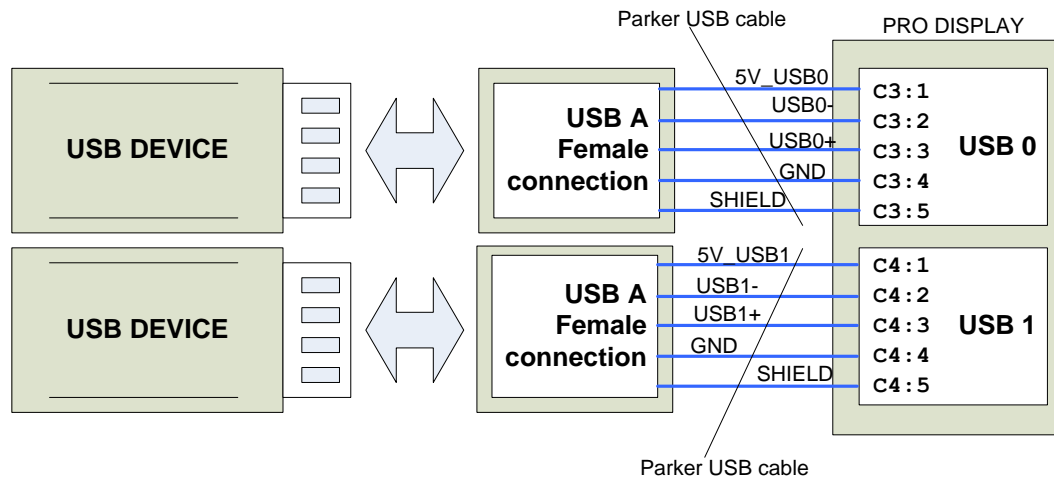 Parker USB cable
PRO DISPLAY
USB DEVICE
USB A
Female
connection
5V_USB0
USB0-
USB0+
GND
SHIELD
C3:1
C3:2
C3:3
C3:4
C3:5
USB 0
USB DEVICE
USB A
Female
connection
5V_USB1
USB1-
USB1+
GND
SHIELD
C4:1
C4:2
C4:3
C4:4
C4:5
USB 1
Parker USB cable